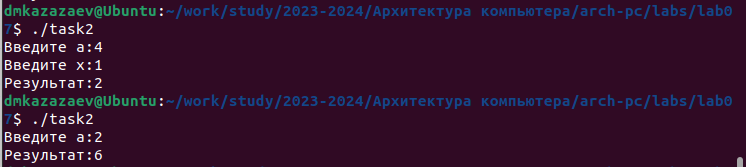 dmkazazaev@Ubuntu:~/work/study/2023-2024/Архитектура компьютера/arch-pc/labs/lab0
7$ ./task2
Введите а:4
Введите х:1
Результат:2
dmkazazaev@Ubuntu:~/work/study/2023-2024/Архитектура компьютера/arch-pc/labs/lab0
7$ ./task2
Введите а:2
Результат:6